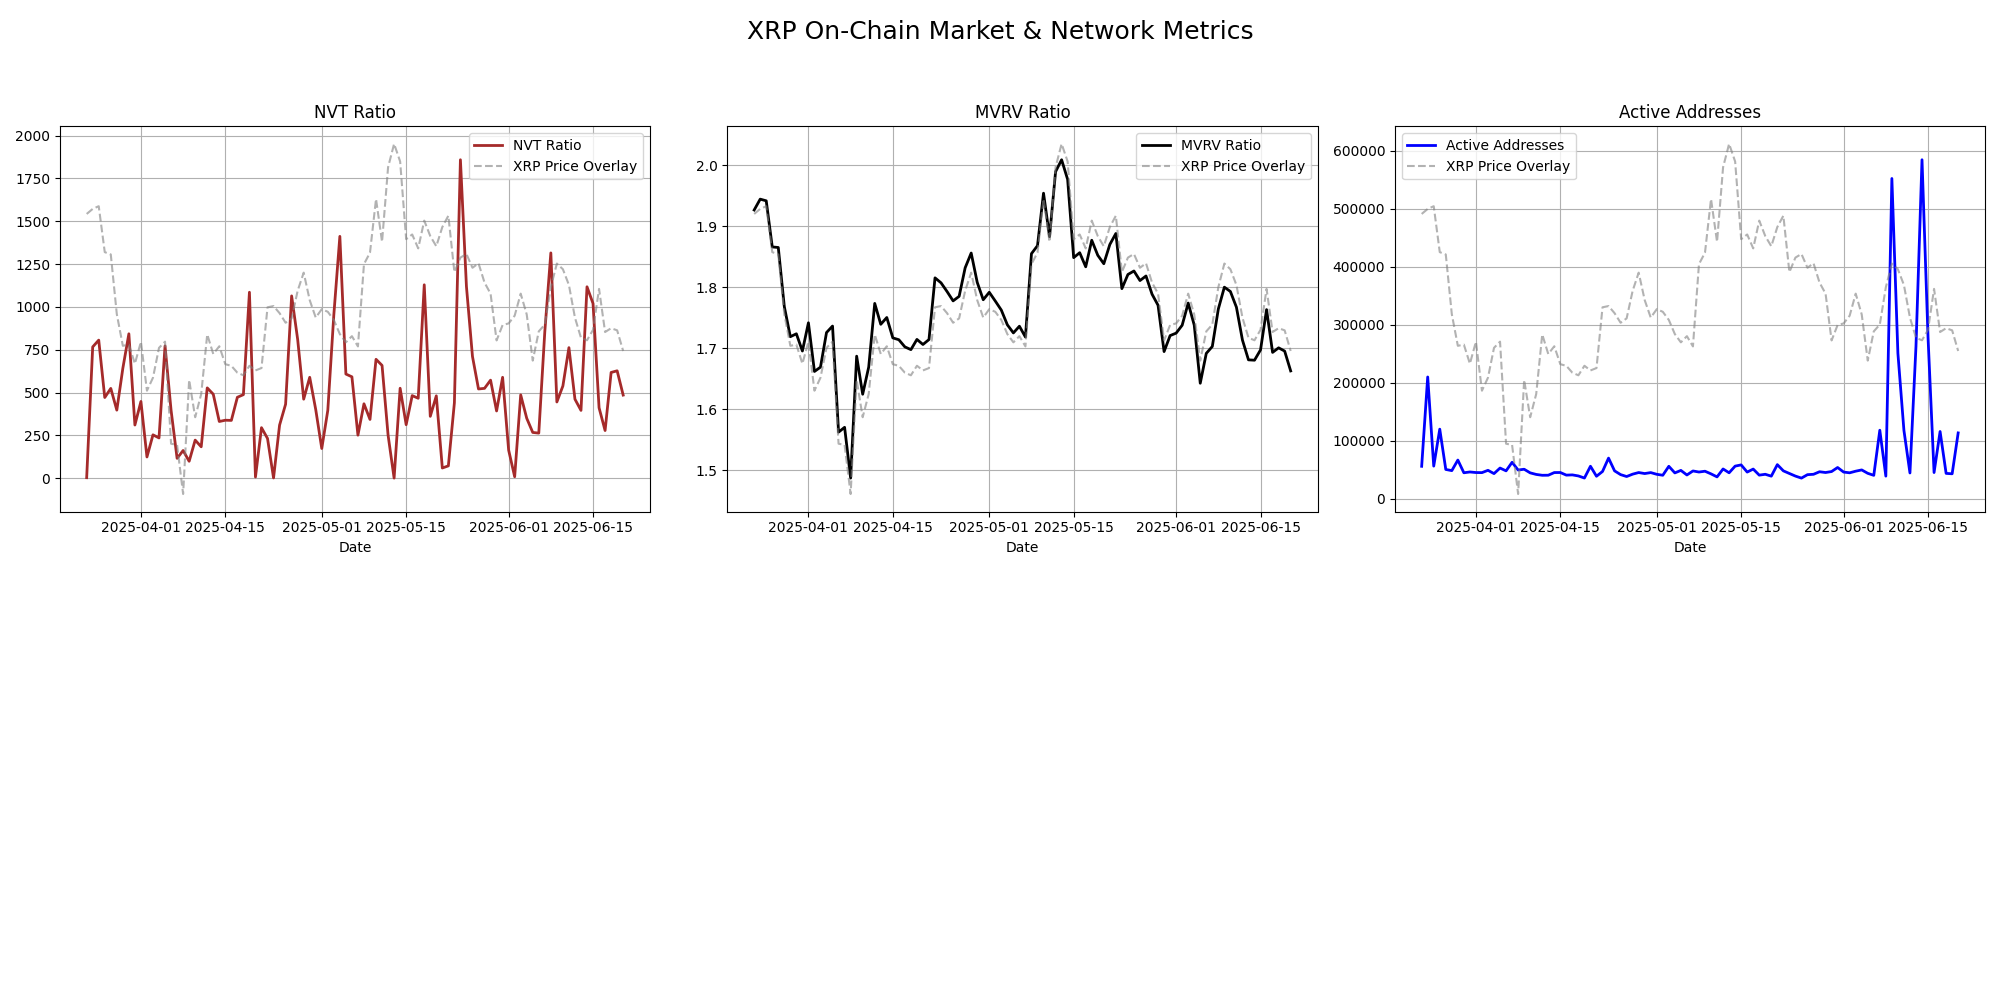 XRP On-Chain Market & Network Metrics
NVT Ratio
2000
1750
1500
1250
1000
750
500
250
0
NVT Ratio
XRP Price Overlay
2025-04-01 2025-04-15 2025-05-01 2025-05-15 2025-06-01 2025-06-15
Date
MVRV Ratio
2.0
1.9
1.8
1.7
1.6
1.5
MVRV Ratio
XRP Price Overlay
2025-04-01 2025-04-15 2025-05-01 2025-05-15 2025-06-01 2025-06-15
Date
Active Addresses
600000
500000
400000
300000
200000
100000
0
Active Addresses
XRP Price Overlay
2025-04-01 2025-04-15 2025-05-01 2025-05-15 2025-06-01 2025-06-15
Date